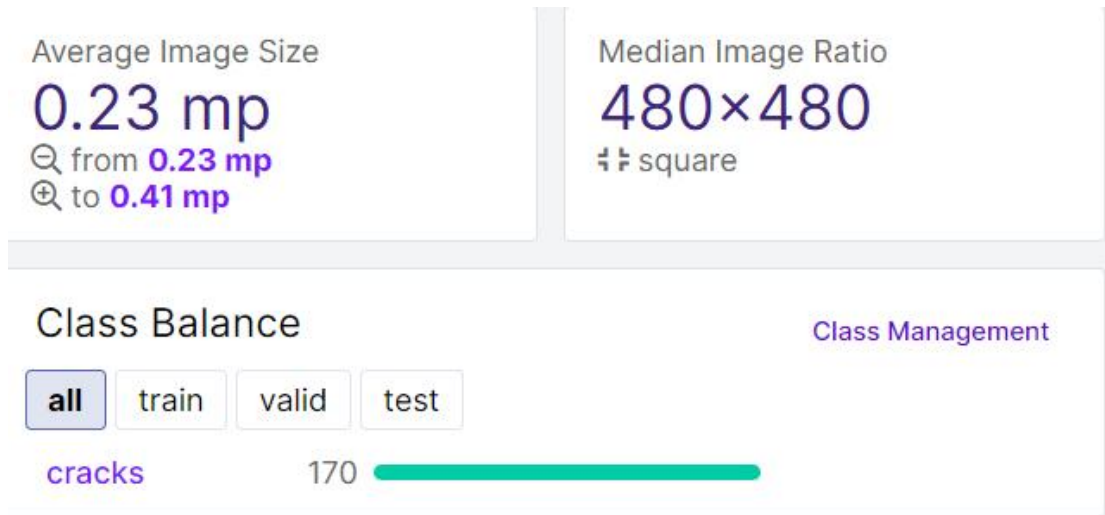 Average Image Size
0.23 mp
from 0.23 mp
to 0.41 mp
Median Image Ratio
480×480
square
Class Balance
Class Management
all train valid test
cracks 170